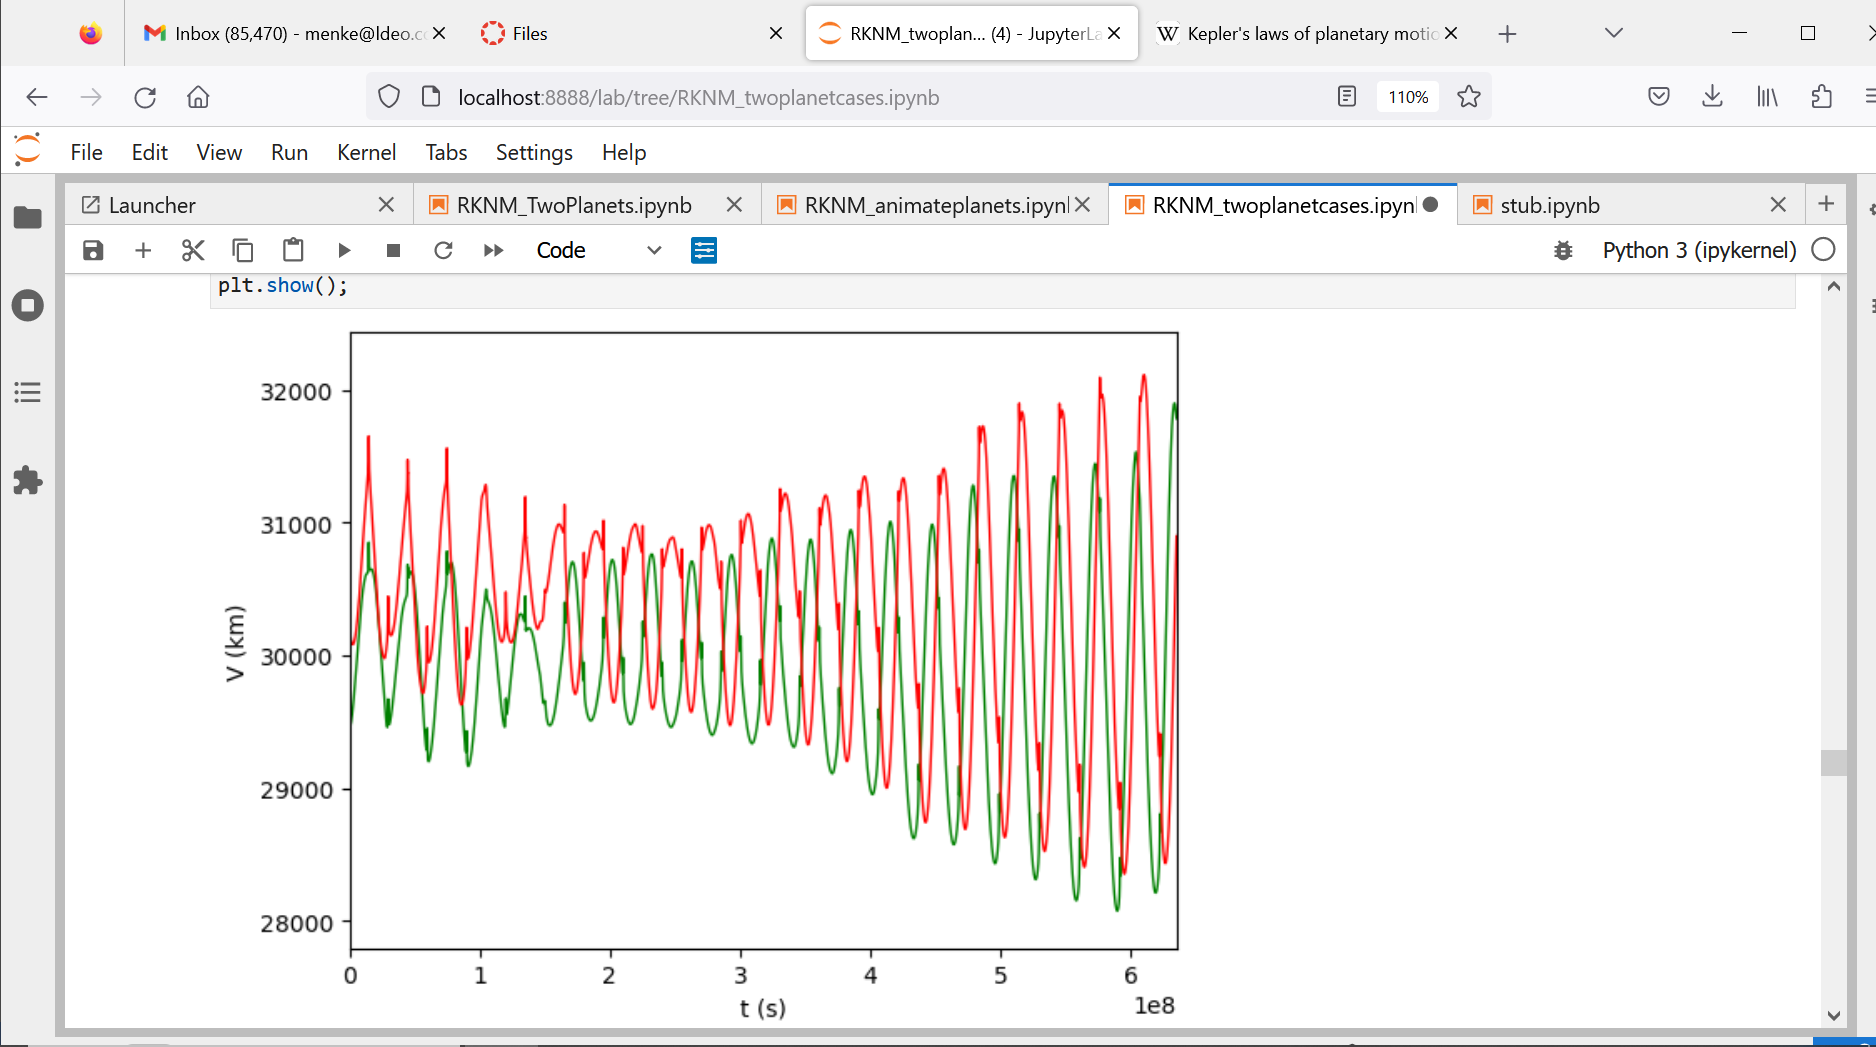 Inbox (85,470) - menke@ldeo.c
Files
RKNM_twoplan... (4) - JupyterLa
W Kepler's laws of planetary motio
localhost:8888/lab/tree/RKNM_twoplanetcases.ipynb
110%
File Edit View Run Kernel Tabs Settings Help
Launcher
RKNM_TwoPlanets.ipynb
RKNM_animateplanets.ipyn
RKNM_twoplanetcases.ipyn
stub.ipynb
Code
Python 3 (ipykernel)
plt.show();
32000
31000
30000
29000
28000
V (km)
0 1 2 3 4 5 6
1e8
t (s)